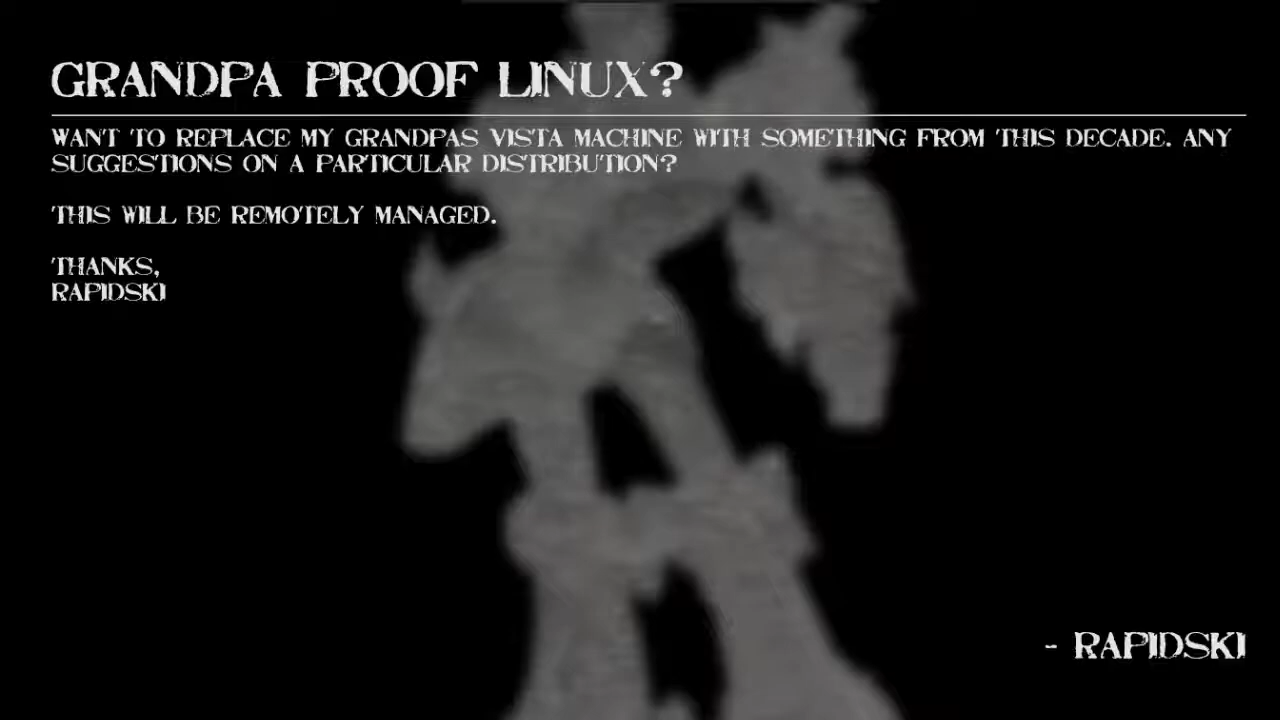 GRANDPA PROOF LINUX?
WANT TO REPLACE MY GRANDPAS VISTA MACHINE WITH SOMETHING FROM THIS DECADE. ANY
SUGGESTIONS ON A PARTICULAR DISTRIBUTION?
THIS WILL BE REMOTELY MANAGED.
THANKS,
RAPIDSKI
- RAPIDSKI